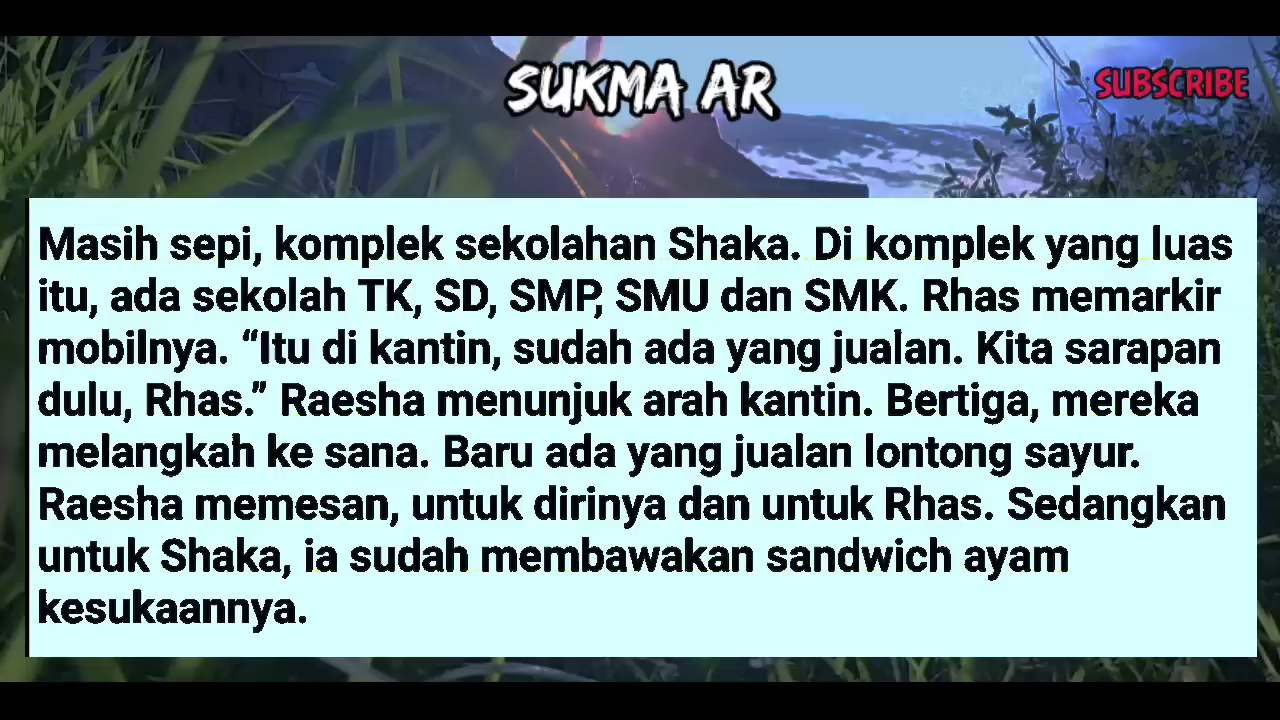 SUKMA AR
SUBSCRIBE
Masih sepi, komplek sekolahan Shaka. Di komplek yang luas
itu, ada sekolah TK, SD, SMP, SMU dan SMK. Rhas memarkir
mobilnya. “Itu di kantin, sudah ada yang jualan. Kita sarapan
dulu, Rhas.” Raesha menunjuk arah kantin. Bertiga, mereka
melangkah ke sana. Baru ada yang jualan lontong sayur.
Raesha memesan, untuk dirinya dan untuk Rhas. Sedangkan
untuk Shaka, ia sudah membawakan sandwich ayam
kesukaannya.